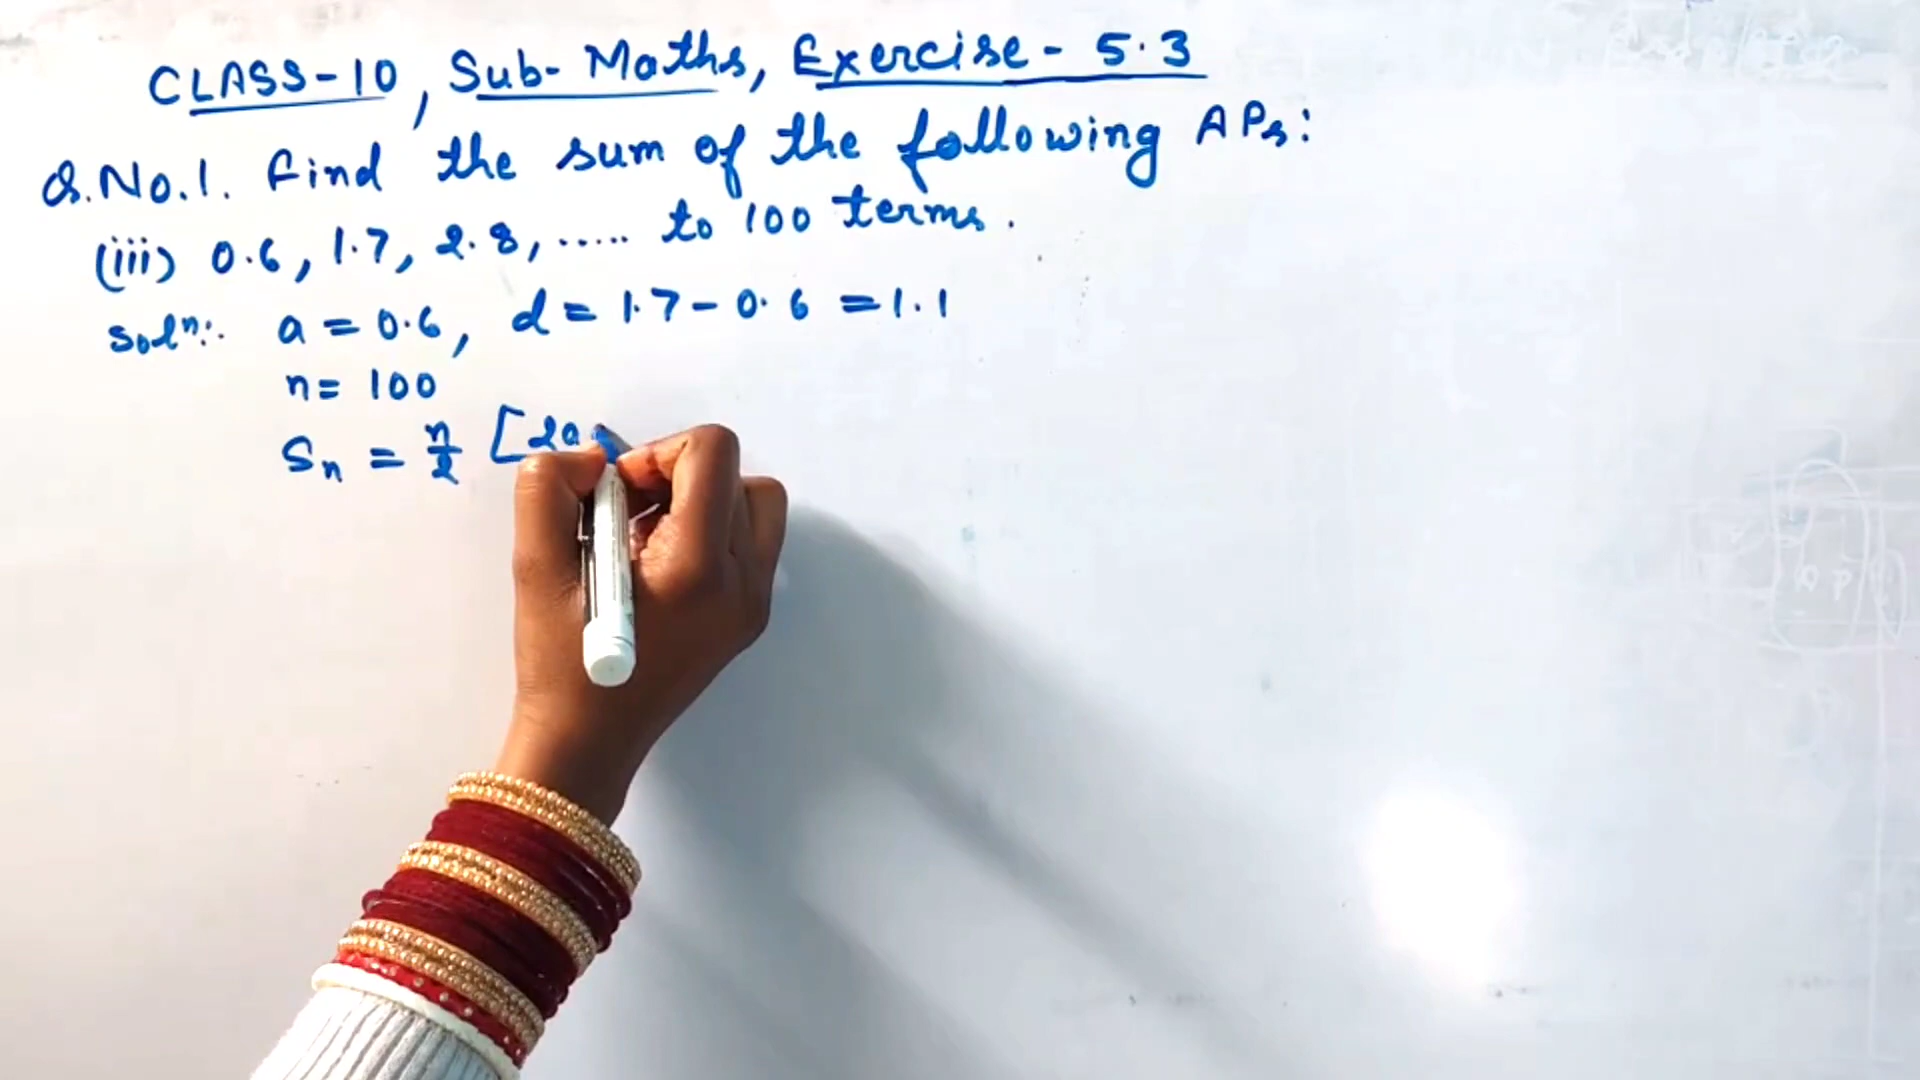 CLASS-10, Sub- Maths, Exercise - 5.3
Q.No.1. Find the sum of the following APs:
(iii) 0.6, 1.7, 2.8, ..... to 100 terms.
Solⁿ:. a = 0.6, d = 1.7 - 0.6 = 1.1
n = 100
Sn = n/2 [2a